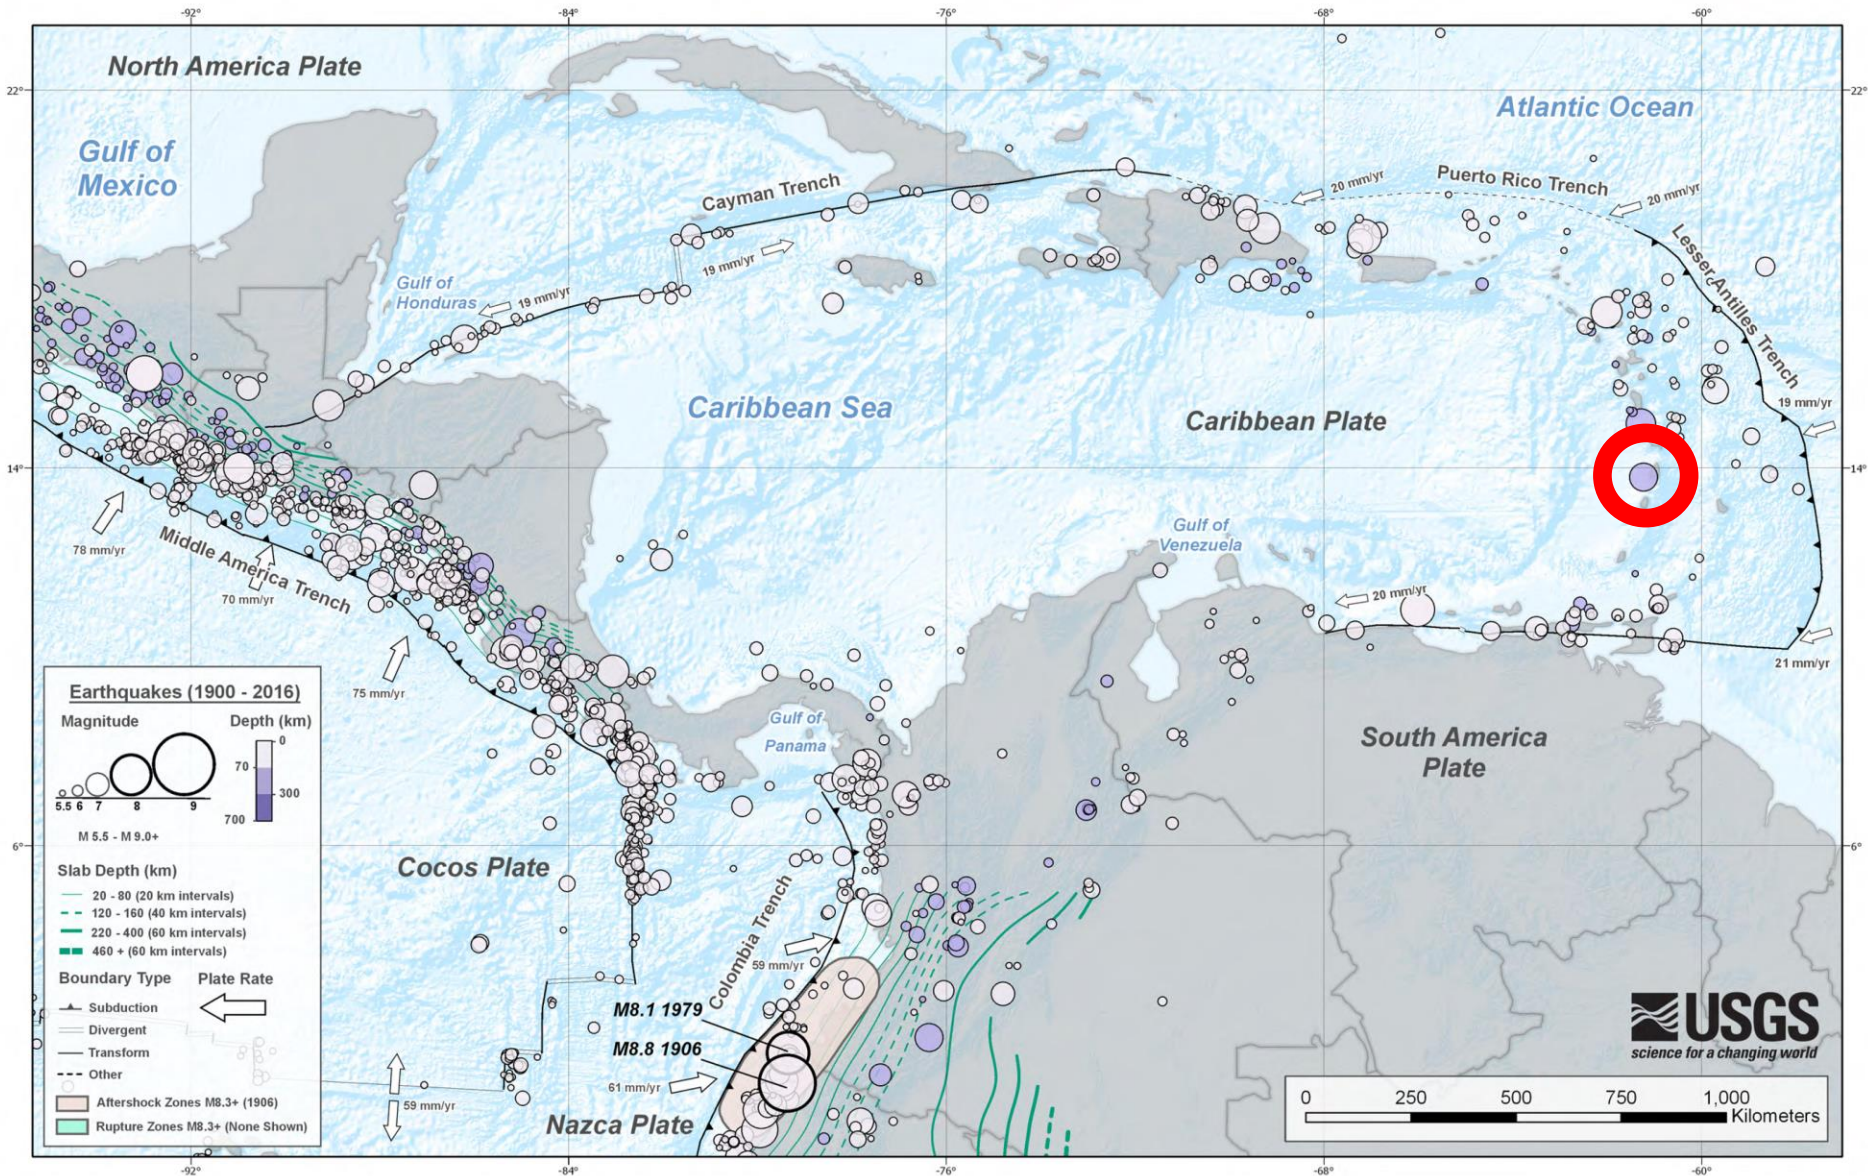 -92°
-84°
-76°
-68°
-60°
North America Plate
22°
22°
Atlantic Ocean
Gulf of
Mexico
Cayman Trench
20 mm/yr
Puerto Rico Trench
20 mm/yr
Lesser Antilles Trench
19 mm/yr
Gulf of
Honduras
19 mm/yr
Caribbean Sea
Caribbean Plate
19 mm/yr
14°
14°
78 mm/yr
Middle America Trench
70 mm/yr
Gulf of
Venezuela
20 mm/yr
75 mm/yr
21 mm/yr
Gulf of
Panama
South America
Plate
Earthquakes (1900 - 2016)
Magnitude
Depth (km)
0
70
300
700
5.5 6 7 8 9
M 5.5 - M 9.0+
Slab Depth (km)
20 - 80 (20 km intervals)
120 - 160 (40 km intervals)
220 - 400 (60 km intervals)
460 + (60 km intervals)
Boundary Type
Plate Rate
Subduction
Divergent
Transform
Other
Aftershock Zones M8.3+ (1906)
Rupture Zones M8.3+ (None Shown)
6°
6°
Cocos Plate
Colombia Trench
59 mm/yr
M8.1 1979
M8.8 1906
61 mm/yr
59 mm/yr
Nazca Plate
USGS
science for a changing world
0 250 500 750 1,000
Kilometers
-92°
-84°
-76°
-68°
-60°